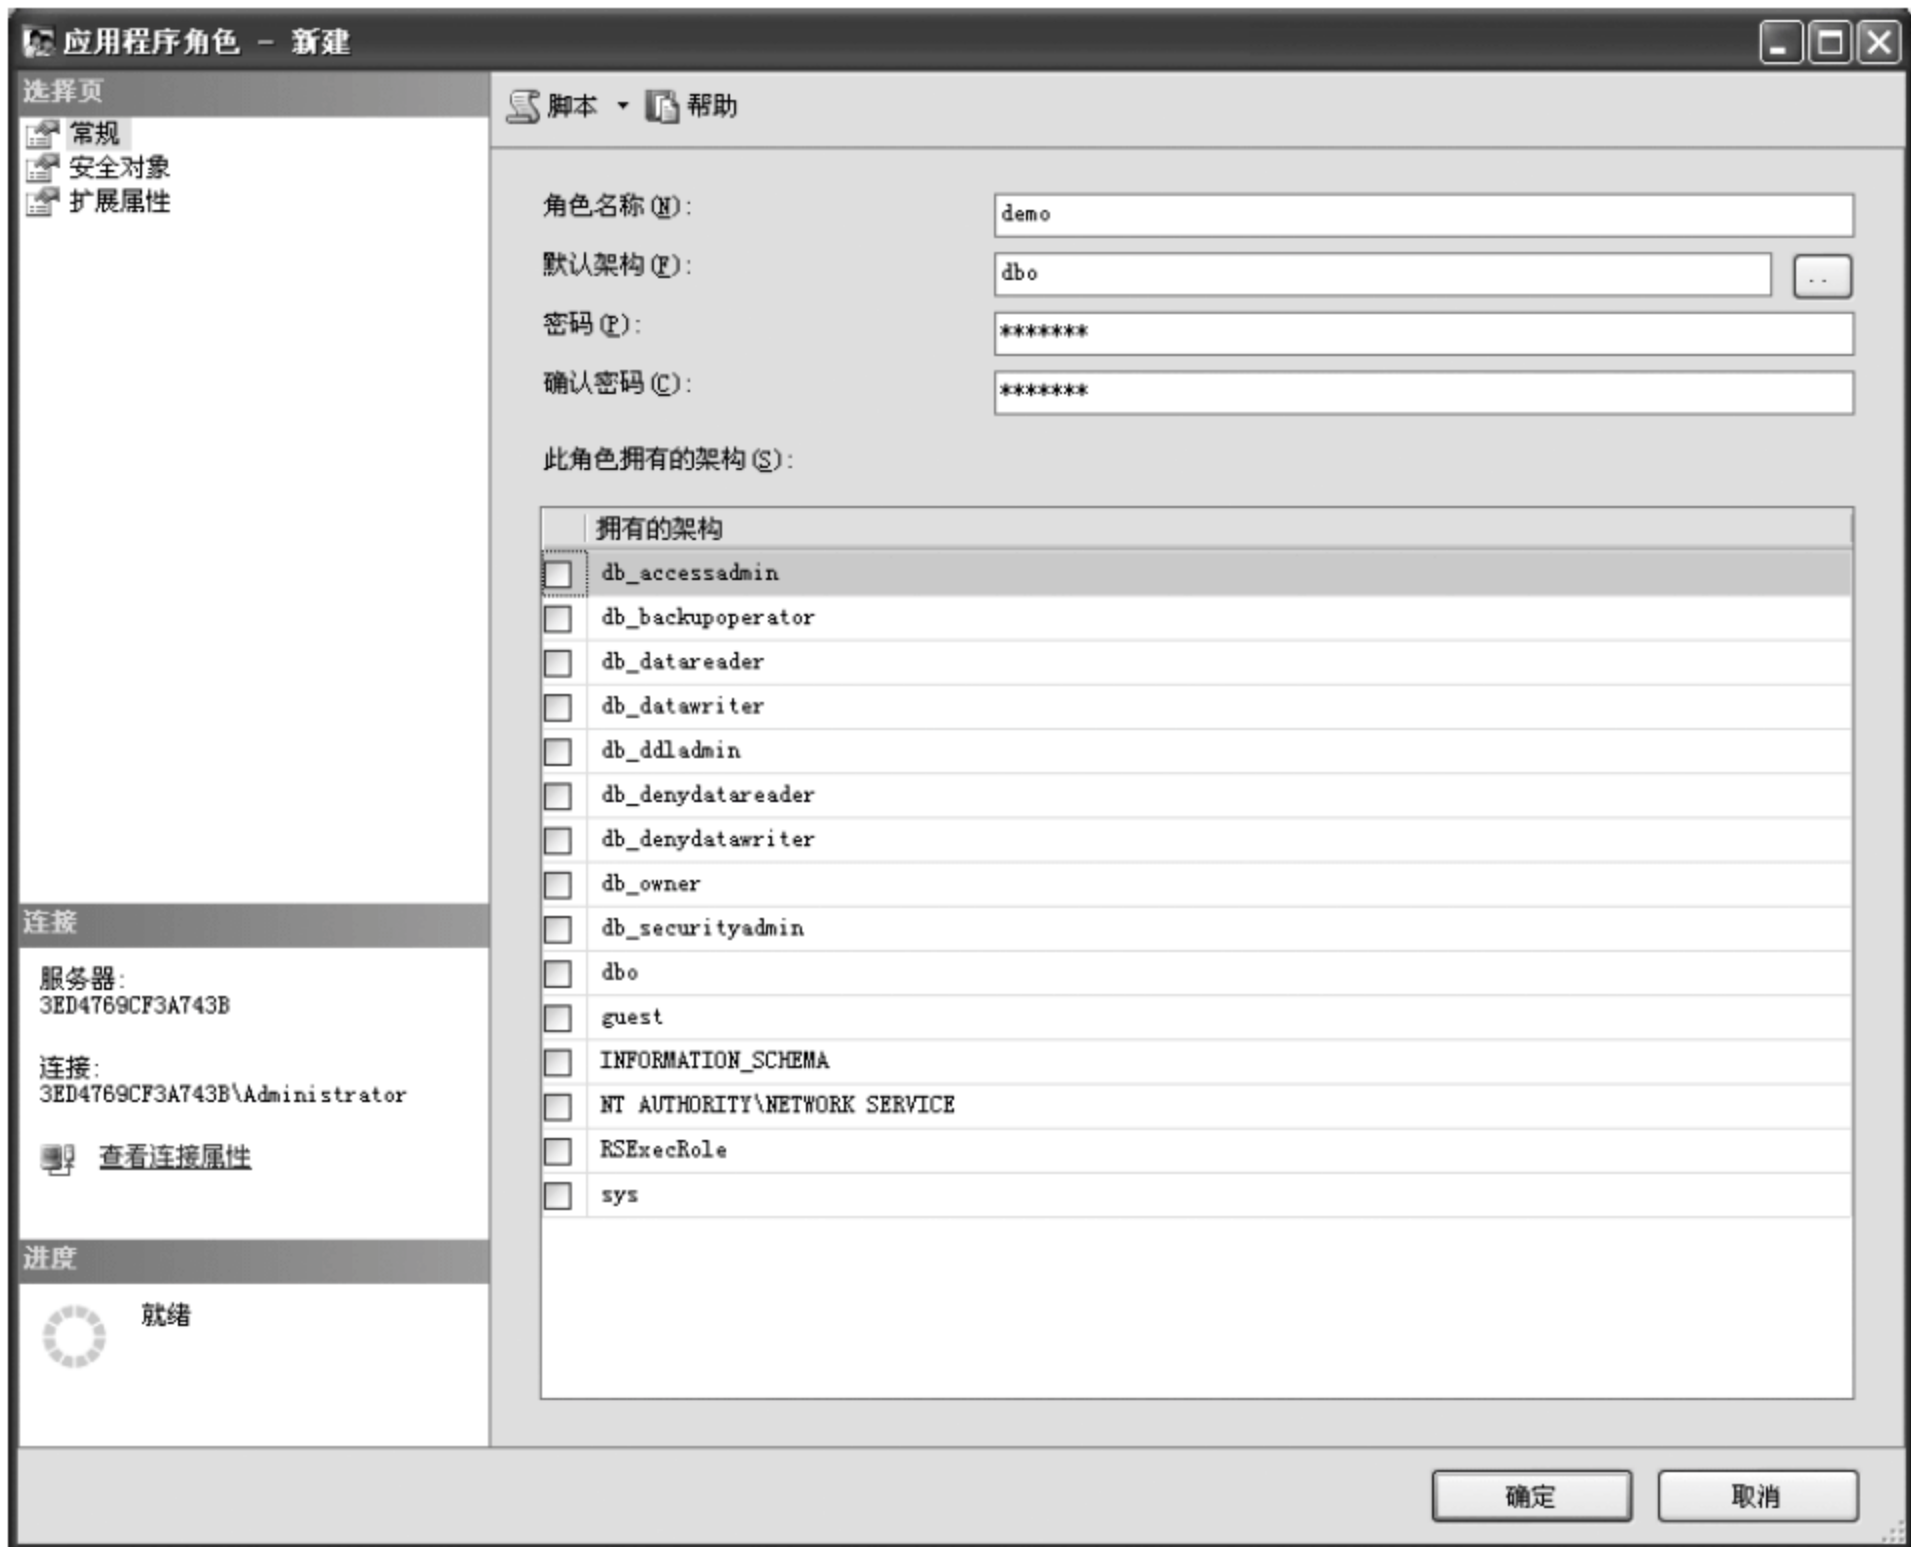 应用程序角色 - 新建
选择页
常规
安全对象
扩展属性
脚本 帮助
角色名称(N): demo
默认架构(F): dbo ..
密码(P): *******
确认密码(C): *******
此角色拥有的架构(S):
拥有的架构
db_accessadmin
db_backupoperator
db_datareader
db_datawriter
db_ddladmin
db_denydatareader
db_denydatawriter
db_owner
db_securityadmin
dbo
guest
INFORMATION_SCHEMA
NT AUTHORITY\NETWORK SERVICE
RSExecRole
sys
连接
服务器:
3ED4769CF3A743B
连接:
3ED4769CF3A743B\Administrator
查看连接属性
进度
就绪
确定 取消